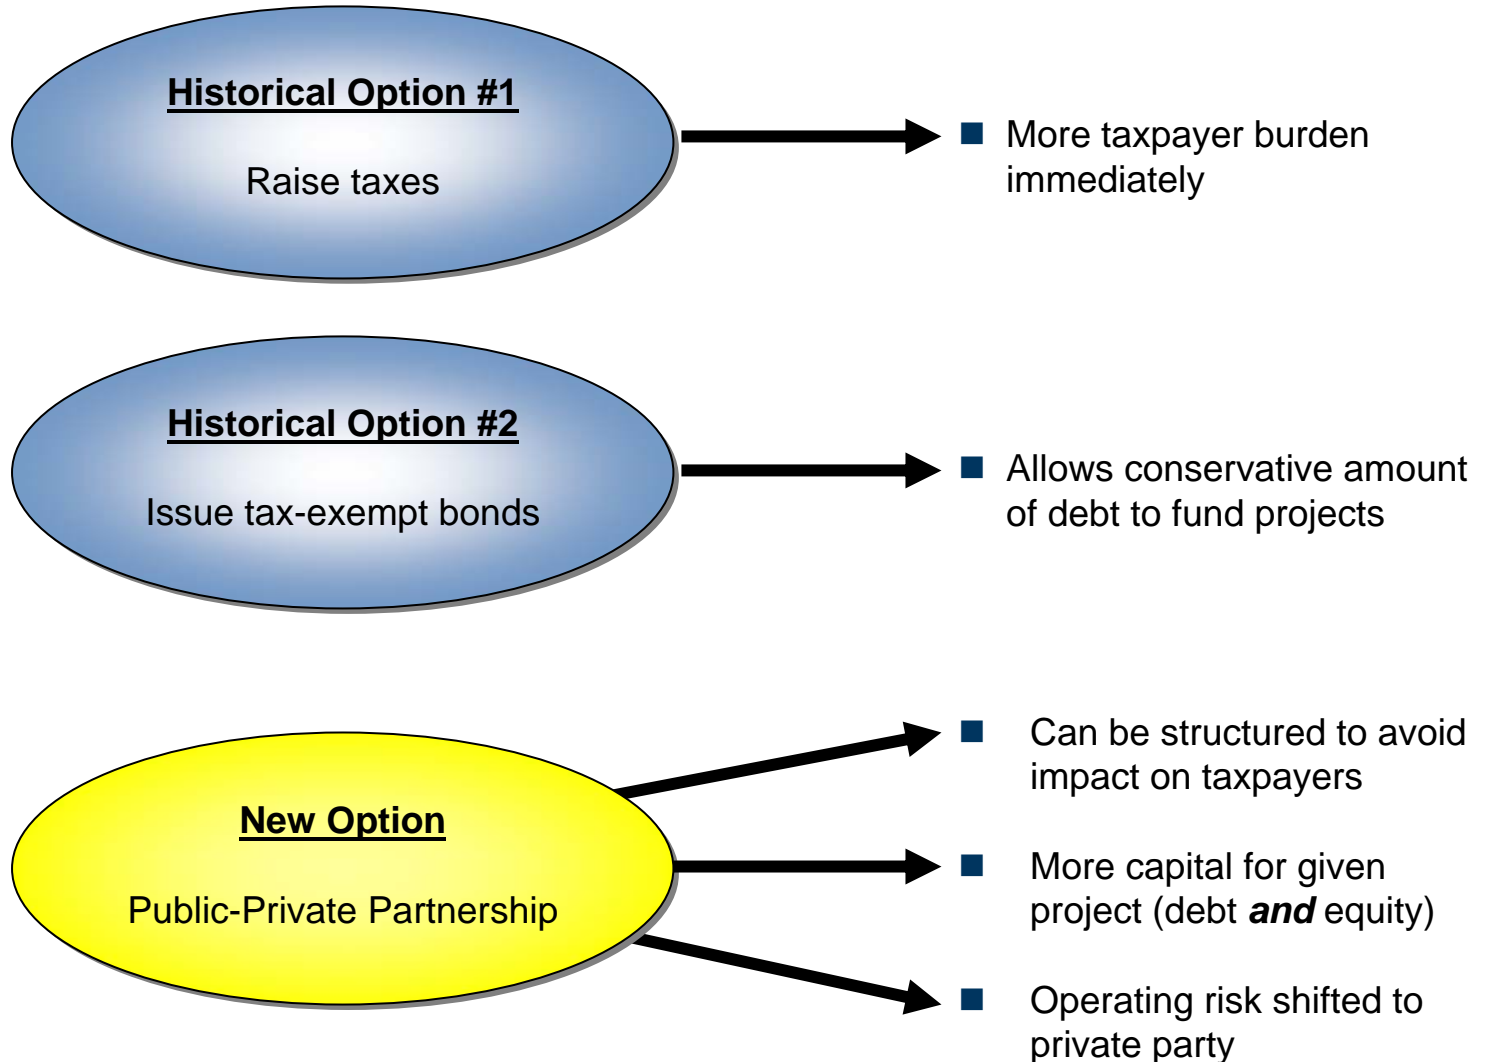 Historical Option #1
Raise taxes
More taxpayer burden
immediately
Historical Option #2
Issue tax-exempt bonds
Allows conservative amount
of debt to fund projects
New Option
Public-Private Partnership
Can be structured to avoid
impact on taxpayers
More capital for given
project (debt and equity)
Operating risk shifted to
private party